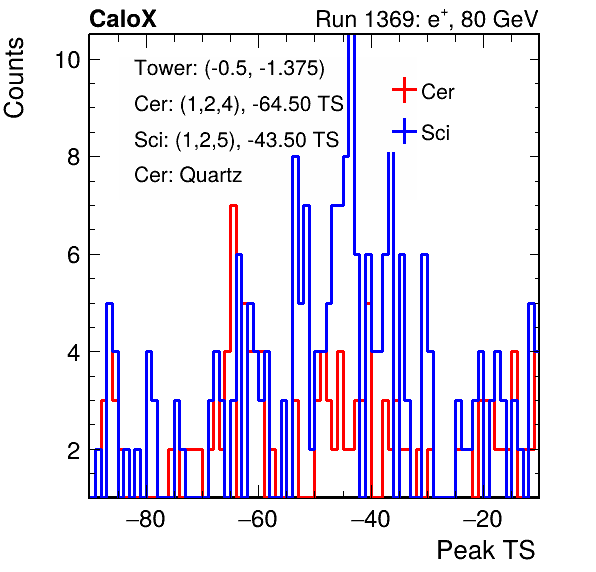 CaloX
Run 1369: e⁺, 80 GeV
Counts
Tower: (-0.5, -1.375)
Cer: (1,2,4), -64.50 TS
Sci: (1,2,5), -43.50 TS
Cer: Quartz
Cer
Sci
10
8
6
4
2
−80
−60
−40
−20
Peak TS